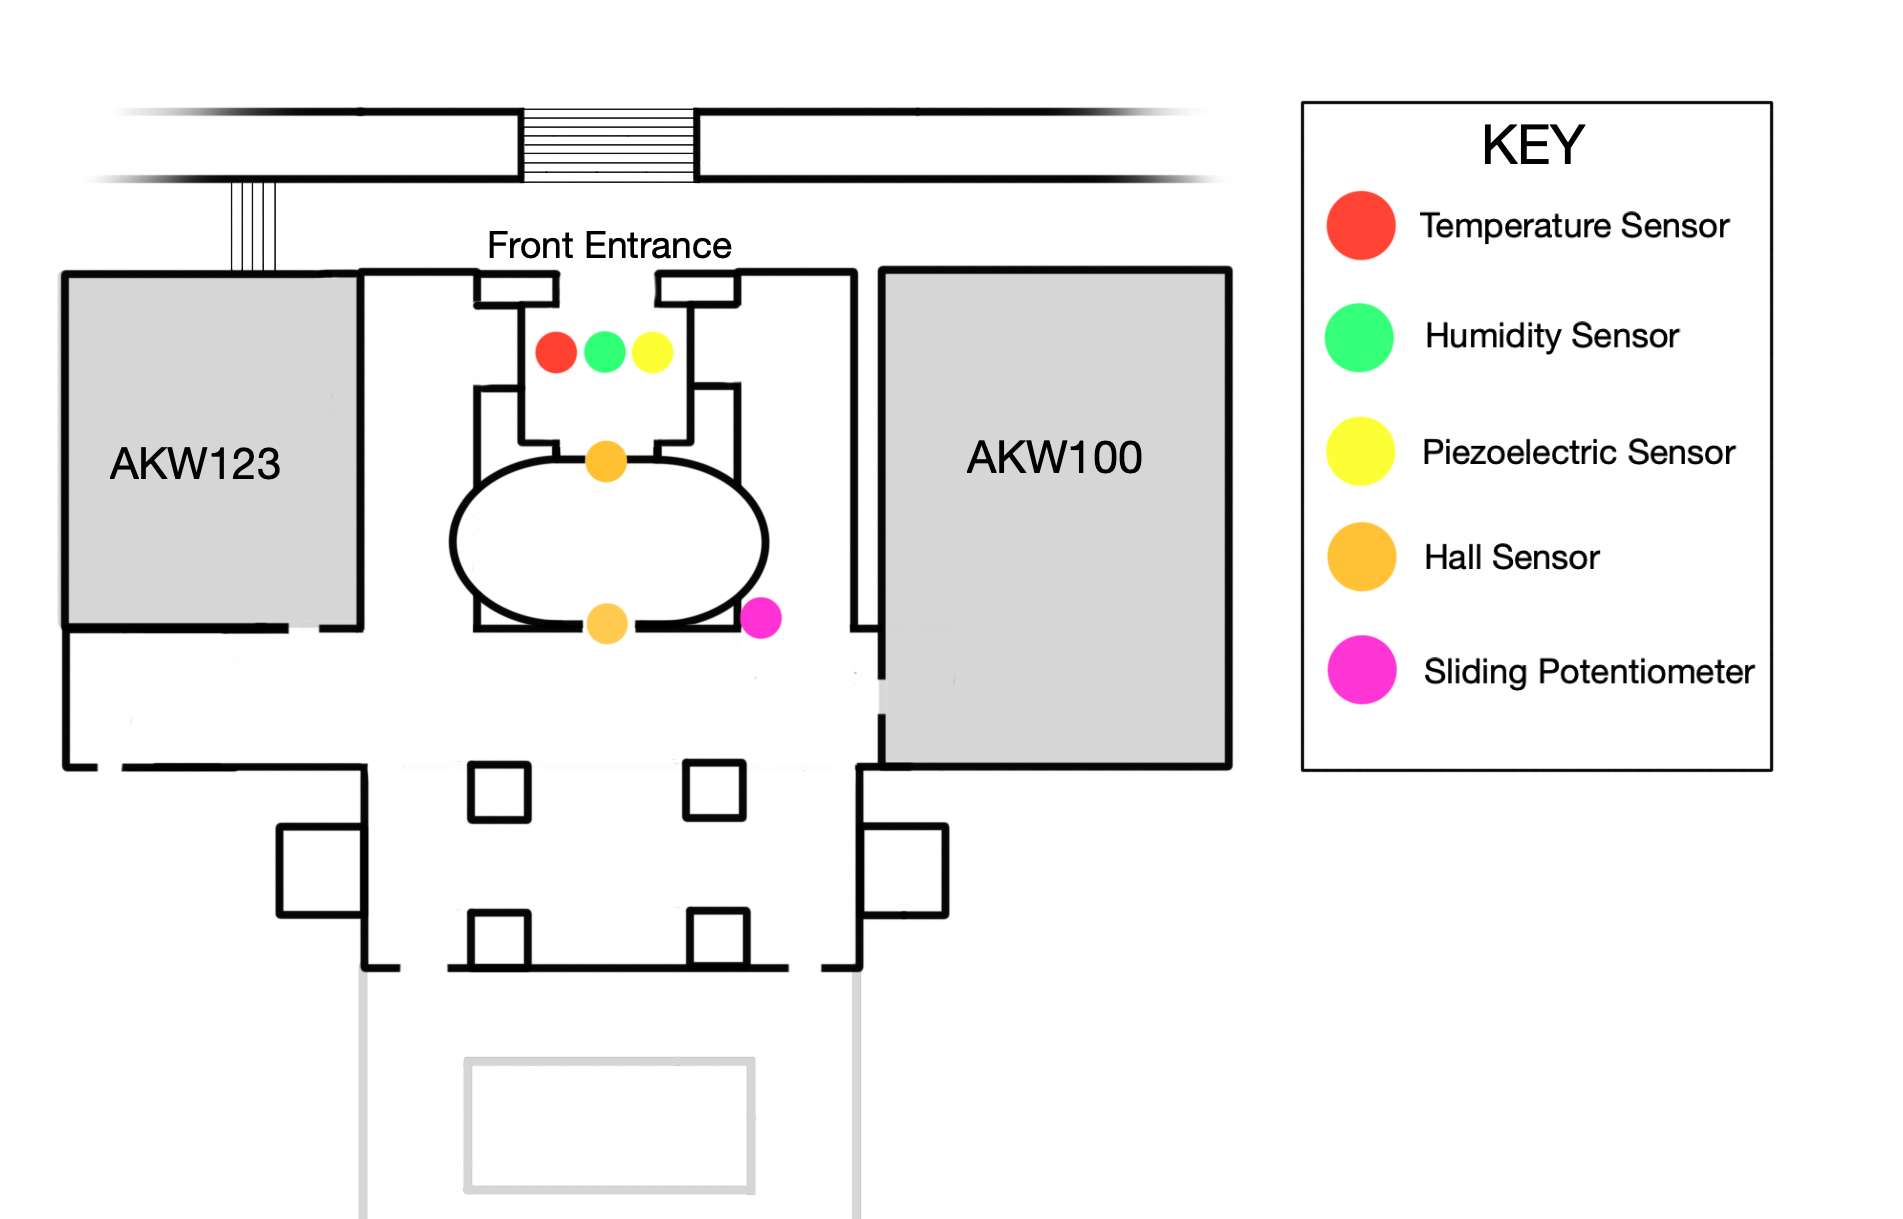 Front Entrance
AKW123
AKW100
KEY
Temperature Sensor
Humidity Sensor
Piezoelectric Sensor
Hall Sensor
Sliding Potentiometer